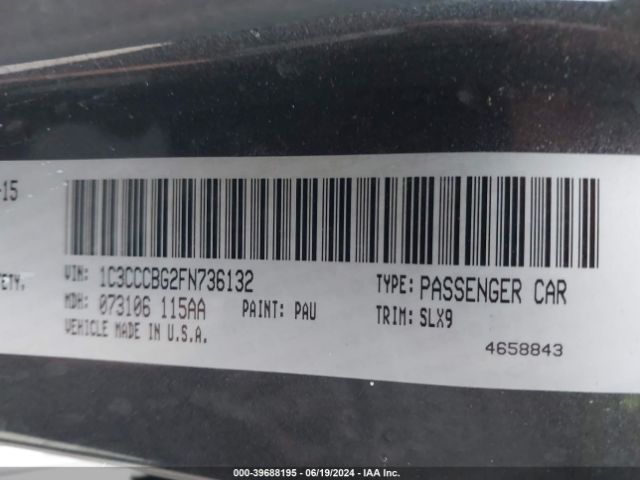 -15
ETY.
VIN: 1C3CCCBG2FN736132
TYPE: PASSENGER CAR
MDH: 073106 115AA
PAINT: PAU
TRIM: SLX9
VEHICLE MADE IN U.S.A.
4658843
000-39688195 - 06/19/2024 - IAA Inc.